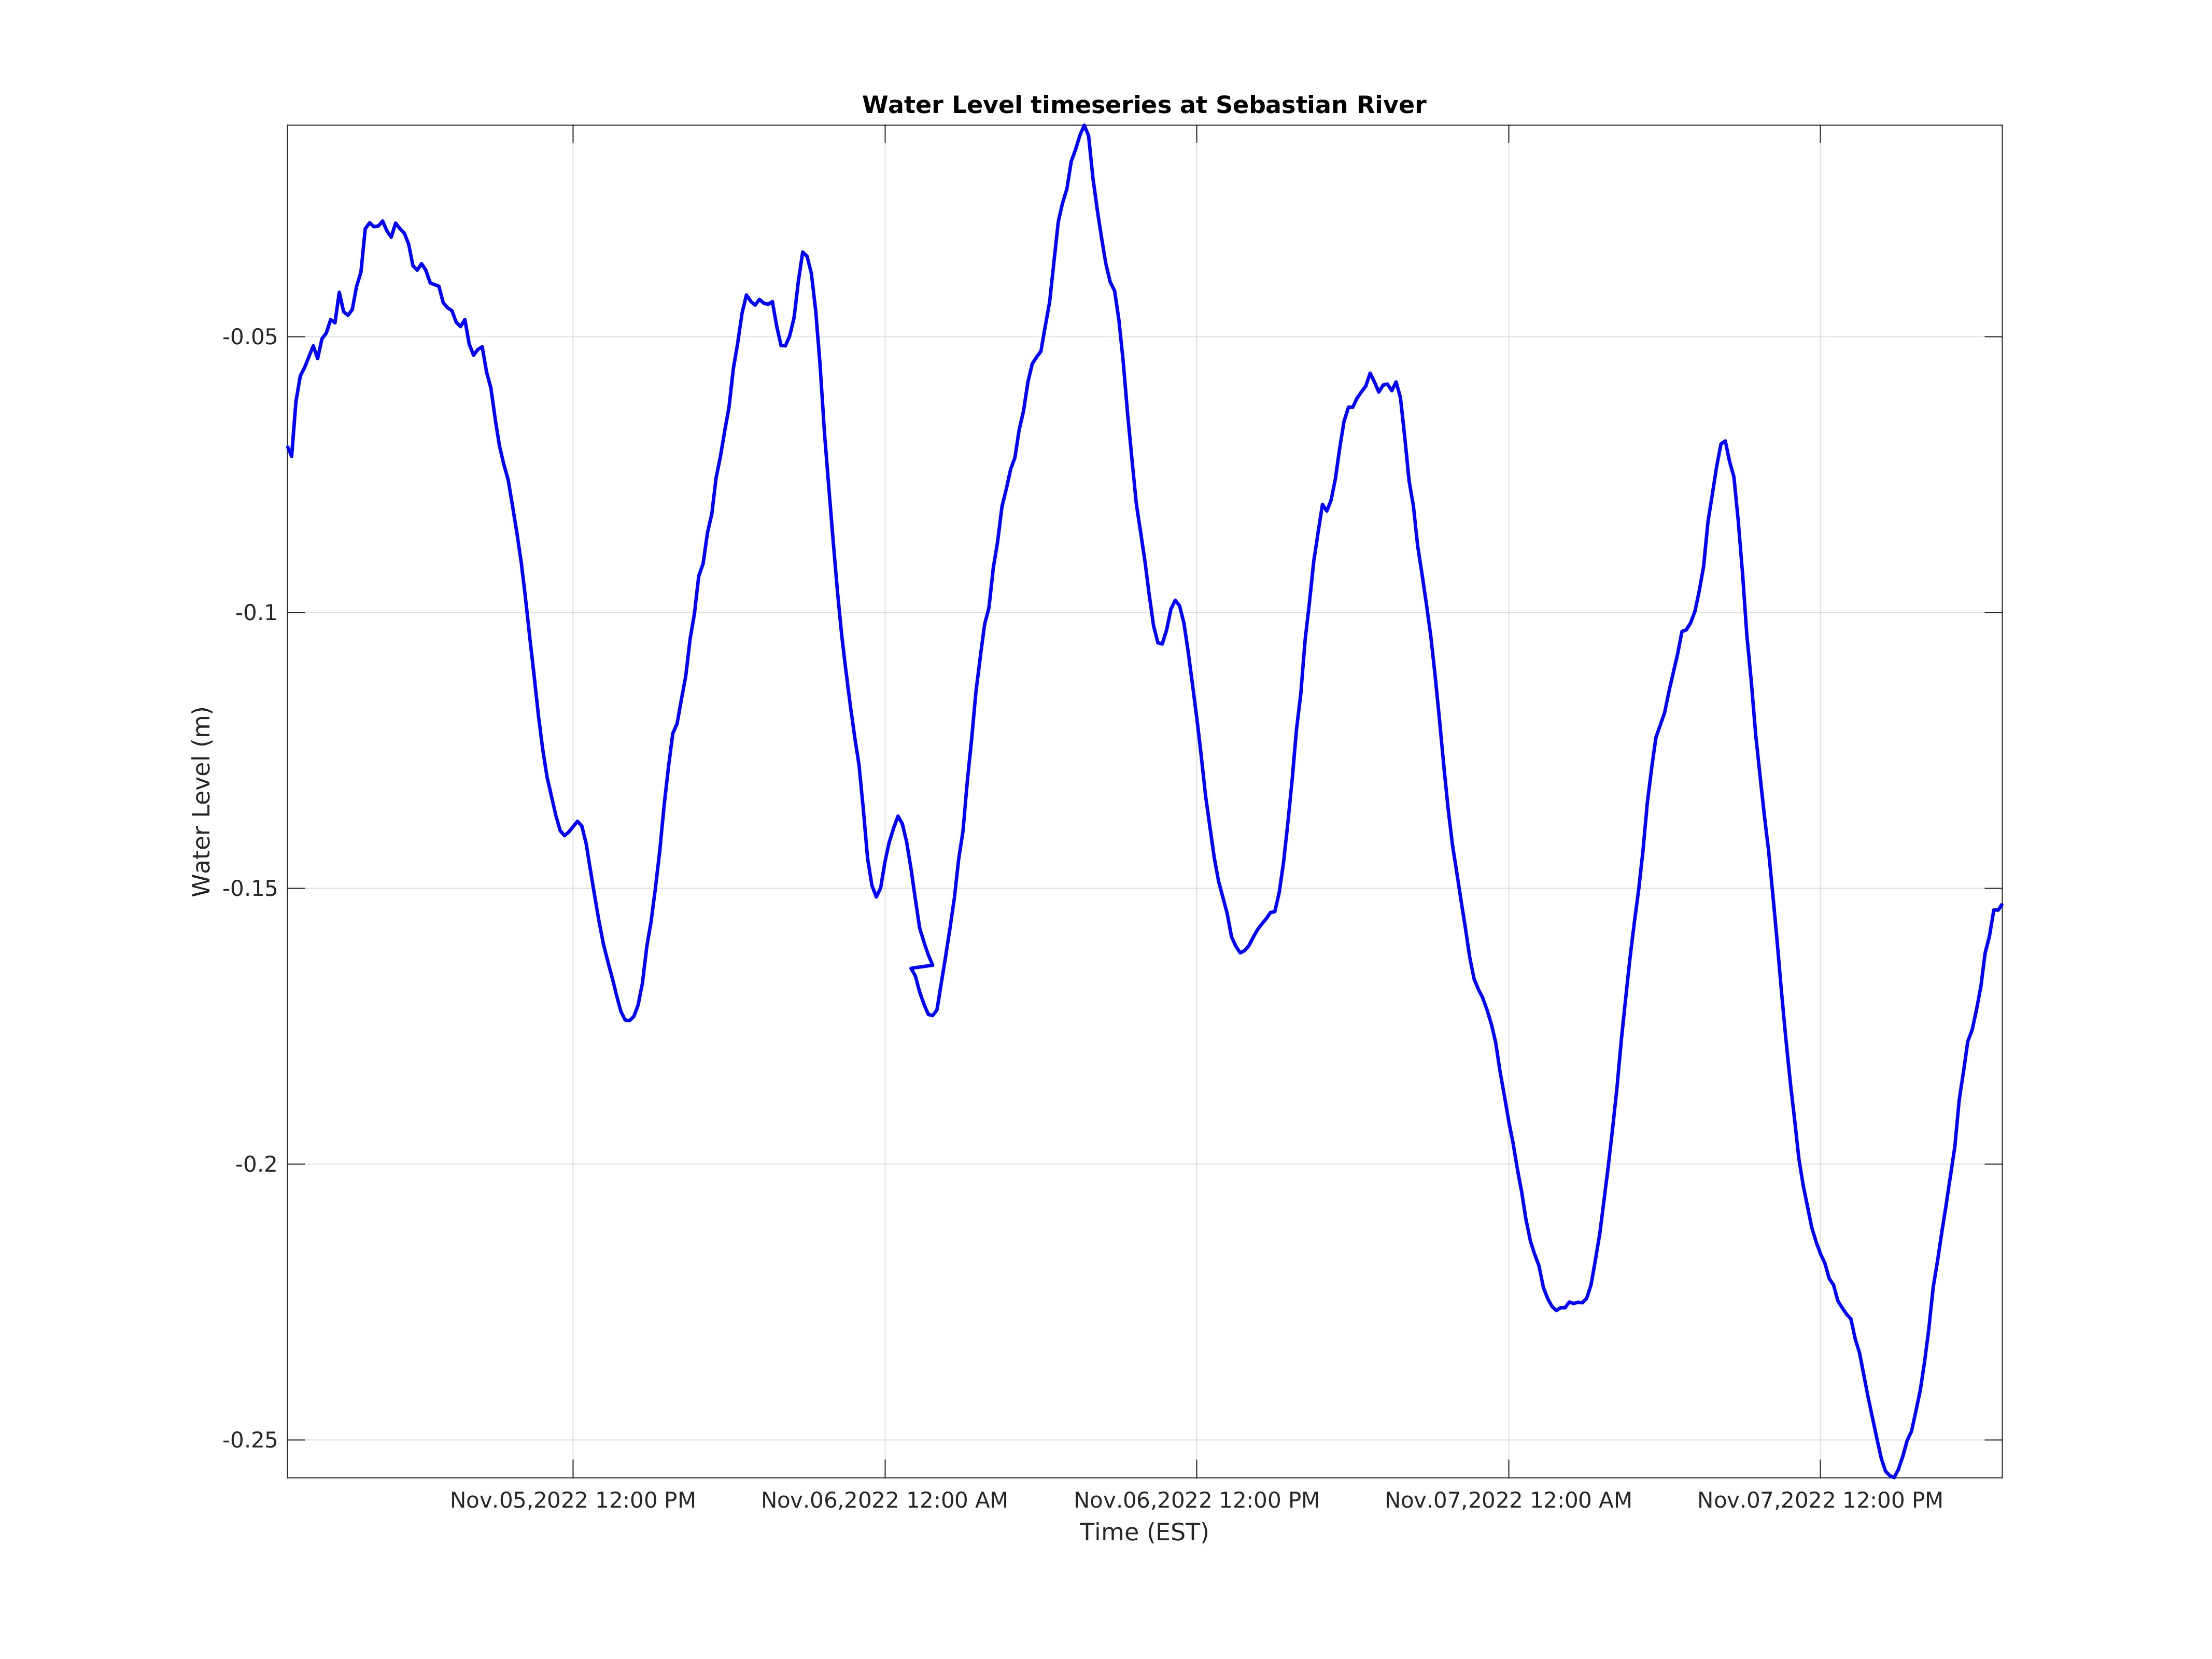 Water Level timeseries at Sebastian River
-0.05
-0.1
-0.15
-0.2
-0.25
Water Level (m)
Nov.05,2022 12:00 PM
Nov.06,2022 12:00 AM
Nov.06,2022 12:00 PM
Nov.07,2022 12:00 AM
Nov.07,2022 12:00 PM
Time (EST)